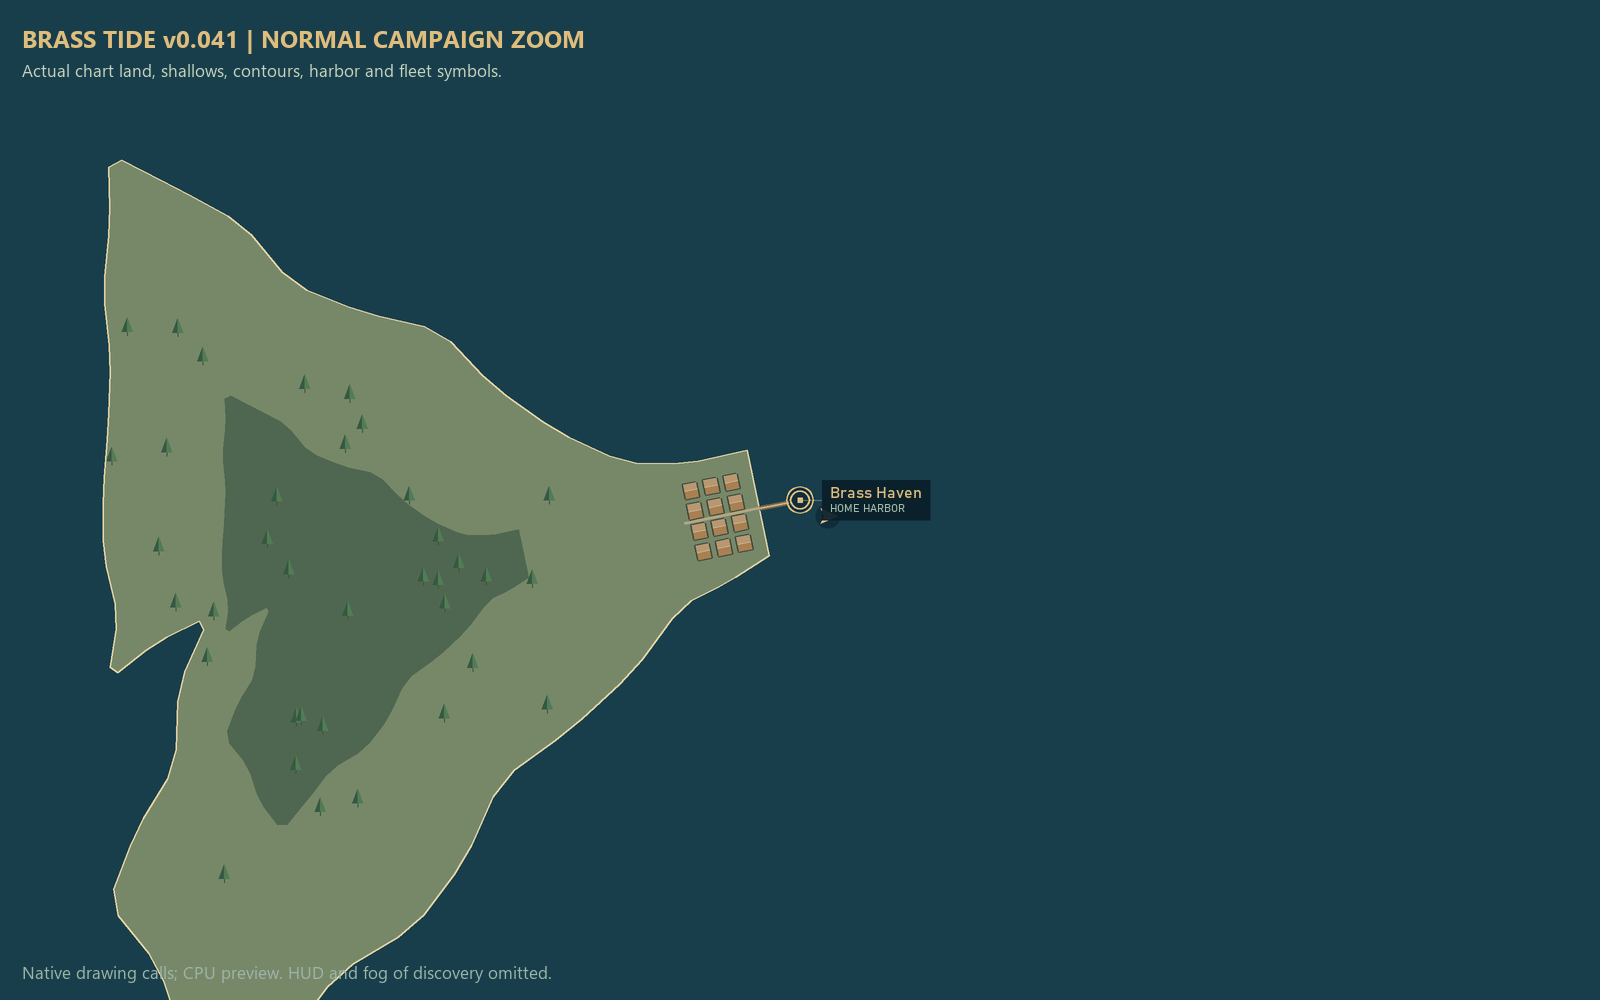 BRASS TIDE v0.041 | NORMAL CAMPAIGN ZOOM
Actual chart land, shallows, contours, harbor and fleet symbols.
Brass Haven
HOME HARBOR
Native drawing calls; CPU preview. HUD and fog of discovery omitted.